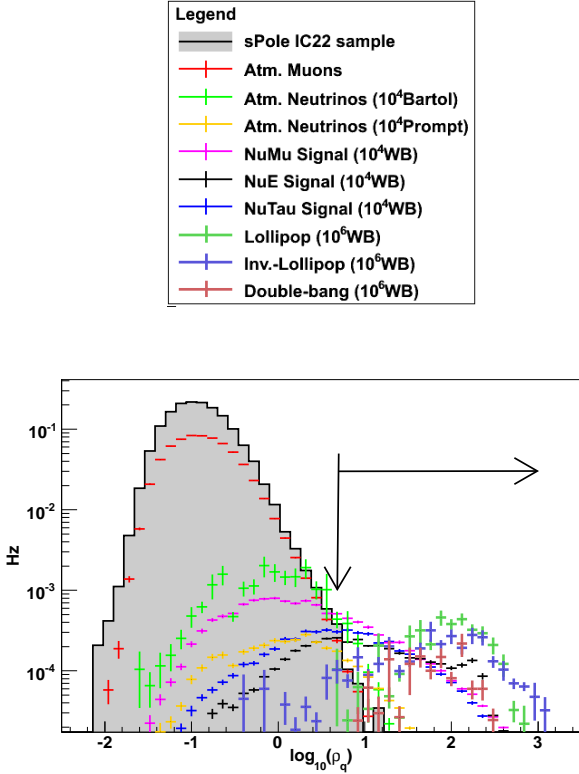 Legend
sPole IC22 sample
Atm. Muons
Atm. Neutrinos (10⁴Bartol)
Atm. Neutrinos (10⁴Prompt)
NuMu Signal (10⁴WB)
NuE Signal (10⁴WB)
NuTau Signal (10⁴WB)
Lollipop (10⁶WB)
Inv.-Lollipop (10⁶WB)
Double-bang (10⁶WB)
Hz
10⁻¹
10⁻²
10⁻³
10⁻⁴
-2 -1 0 1 2 3
log₁₀(ρ_q)